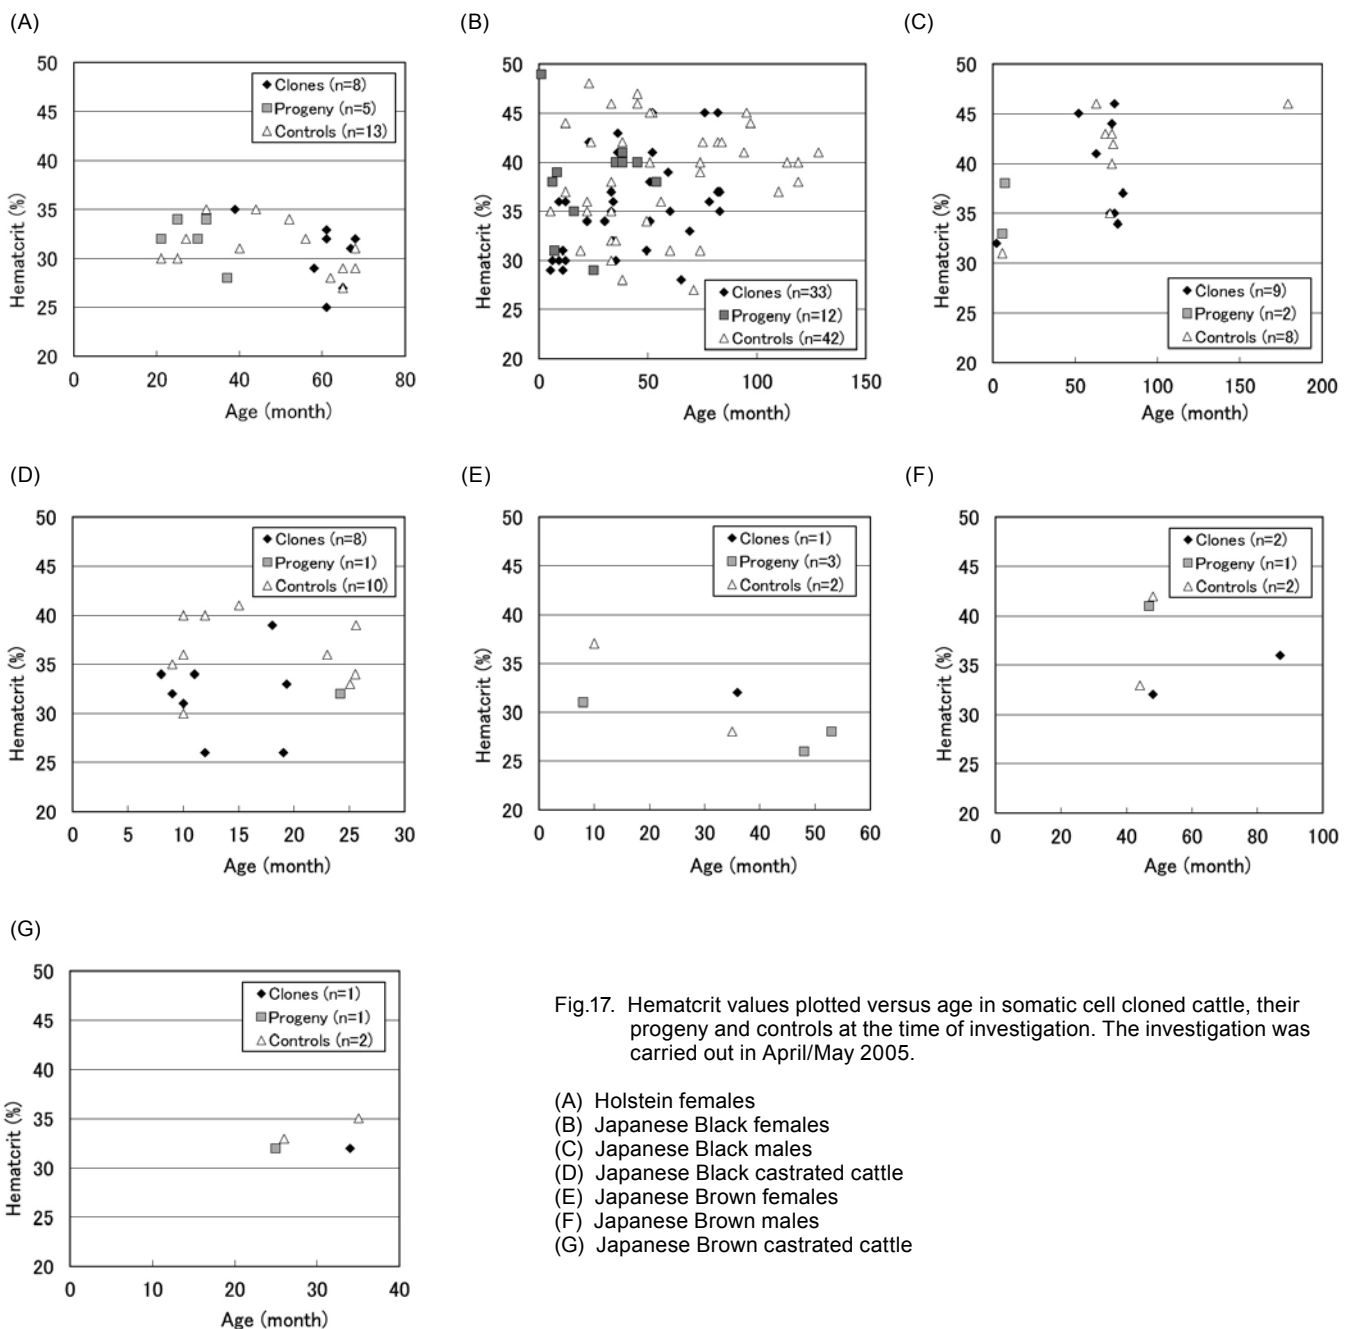 (A)
50
45
40
35
30
25
20
Hematcrit (%)
0 20 40 60 80
Age (month)
Clones (n=8)
Progeny (n=5)
Controls (n=13)
(B)
50
45
40
35
30
25
20
Hematcrit (%)
0 50 100 150
Age (month)
Clones (n=33)
Progeny (n=12)
Controls (n=42)
(C)
50
45
40
35
30
25
20
Hematcrit (%)
0 50 100 150 200
Age (month)
Clones (n=9)
Progeny (n=2)
Controls (n=8)
(D)
50
45
40
35
30
25
20
Hematcrit (%)
0 5 10 15 20 25 30
Age (month)
Clones (n=8)
Progeny (n=1)
Controls (n=10)
(E)
50
45
40
35
30
25
20
Hematcrit (%)
0 10 20 30 40 50 60
Age (month)
Clones (n=1)
Progeny (n=3)
Controls (n=2)
(F)
50
45
40
35
30
25
20
Hematcrit (%)
0 20 40 60 80 100
Age (month)
Clones (n=2)
Progeny (n=1)
Controls (n=2)
(G)
50
45
40
35
30
25
20
Hematcrit (%)
0 10 20 30 40
Age (month)
Clones (n=1)
Progeny (n=1)
Controls (n=2)
Fig.17. Hematcrit values plotted versus age in somatic cell cloned cattle, their
progeny and controls at the time of investigation. The investigation was
carried out in April/May 2005.
(A) Holstein females
(B) Japanese Black females
(C) Japanese Black males
(D) Japanese Black castrated cattle
(E) Japanese Brown females
(F) Japanese Brown males
(G) Japanese Brown castrated cattle